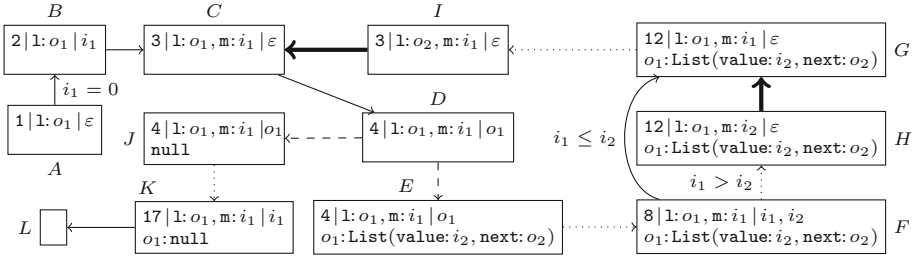 B
C
I
2 | l: o₁ | i₁
3 | l: o₁, m: i₁ | ε
3 | l: o₂, m: i₁ | ε
12 | l: o₁, m: i₁ | ε
o₁: List(value: i₂, next: o₂)
G
i₁ = 0
1 | l: o₁ | ε
A
D
J
4 | l: o₁, m: i₁ | o₁
null
4 | l: o₁, m: i₁ | o₁
i₁ ≤ i₂
12 | l: o₁, m: i₂ | ε
o₁: List(value: i₂, next: o₂)
H
K
E
i₁ > i₂
L
17 | l: o₁, m: i₁ | i₁
o₁: null
4 | l: o₁, m: i₁ | o₁
o₁: List(value: i₂, next: o₂)
8 | l: o₁, m: i₁ | i₁, i₂
o₁: List(value: i₂, next: o₂)
F